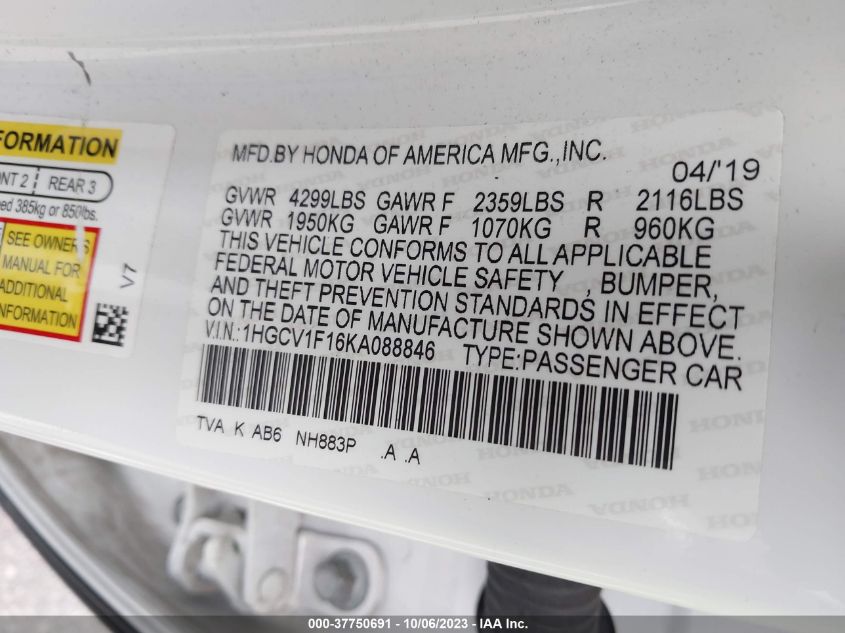 FORMATION
NT 2 REAR 3
ed 385kg or 850lbs.
SEE OWNERS
MANUAL FOR
ADDITIONAL
INFORMATION
V7
MFD.BY HONDA OF AMERICA MFG.,INC.
04/'19
GVWR 4299LBS GAWR F 2359LBS R 2116LBS
GVWR 1950KG GAWR F 1070KG R 960KG
THIS VEHICLE CONFORMS TO ALL APPLICABLE
FEDERAL MOTOR VEHICLE SAFETY , BUMPER,
AND THEFT PREVENTION STANDARDS IN EFFECT
ON THE DATE OF MANUFACTURE SHOWN ABOVE.
V.I.N.:1HGCV1F16KA088846 TYPE:PASSENGER CAR
TVA K AB6 NH883P .A .A
000-37750691 - 10/06/2023 - IAA Inc.